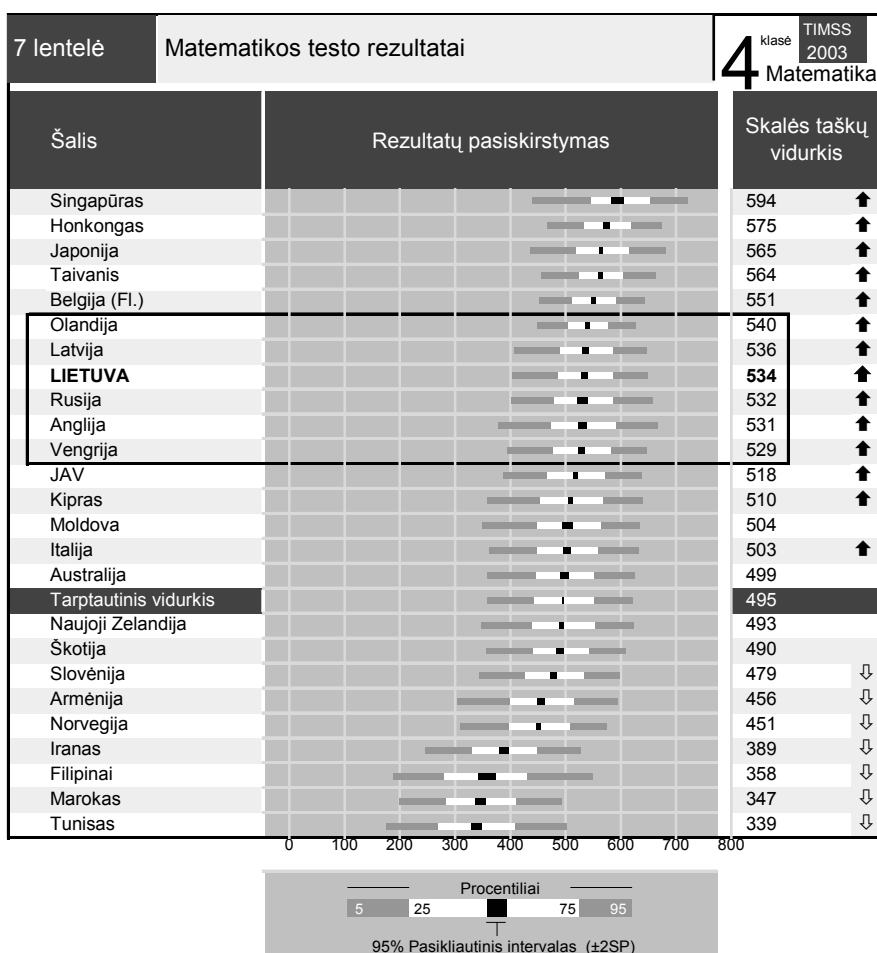 7 lentelė Matematikos testo rezultatai 4 klasė TIMSS 2003 Matematika
Šalis Rezultatų pasiskirstymas Skalės taškų vidurkis
Singapūras 594 ⬆
Honkongas 575 ⬆
Japonija 565 ⬆
Taivanis 564 ⬆
Belgija (Fl.) 551 ⬆
Olandija 540 ⬆
Latvija 536 ⬆
LIETUVA 534 ⬆
Rusija 532 ⬆
Anglija 531 ⬆
Vengrija 529 ⬆
JAV 518 ⬆
Kipras 510 ⬆
Moldova 504
Italija 503 ⬆
Australija 499
Tarptautinis vidurkis 495
Naujoji Zelandija 493
Škotija 490
Slovėnija 479 ⇩
Armėnija 456 ⇩
Norvegija 451 ⇩
Iranas 389 ⇩
Filipinai 358 ⇩
Marokas 347 ⇩
Tunisas 339 ⇩
0 100 200 300 400 500 600 700 800
Procentiliai
5 25 75 95
95% Pasikliautinis intervalas (±2SP)